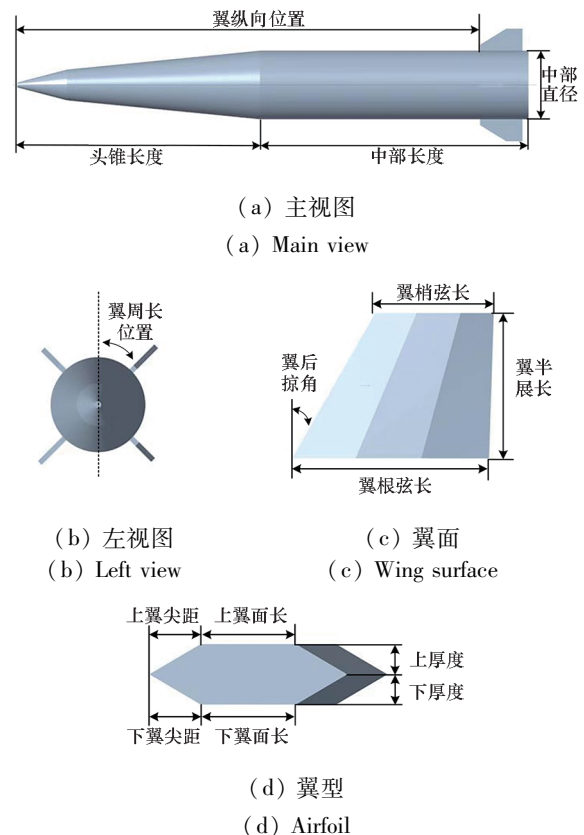 翼纵向位置
中部
直径
头锥长度
中部长度
(a) 主视图
(a) Main view
翼周长
位置
(b) 左视图
(b) Left view
翼梢弦长
翼后
掠角
翼半
展长
翼根弦长
(c) 翼面
(c) Wing surface
上翼尖距
上翼面长
上厚度
下厚度
下翼尖距
下翼面长
(d) 翼型
(d) Airfoil